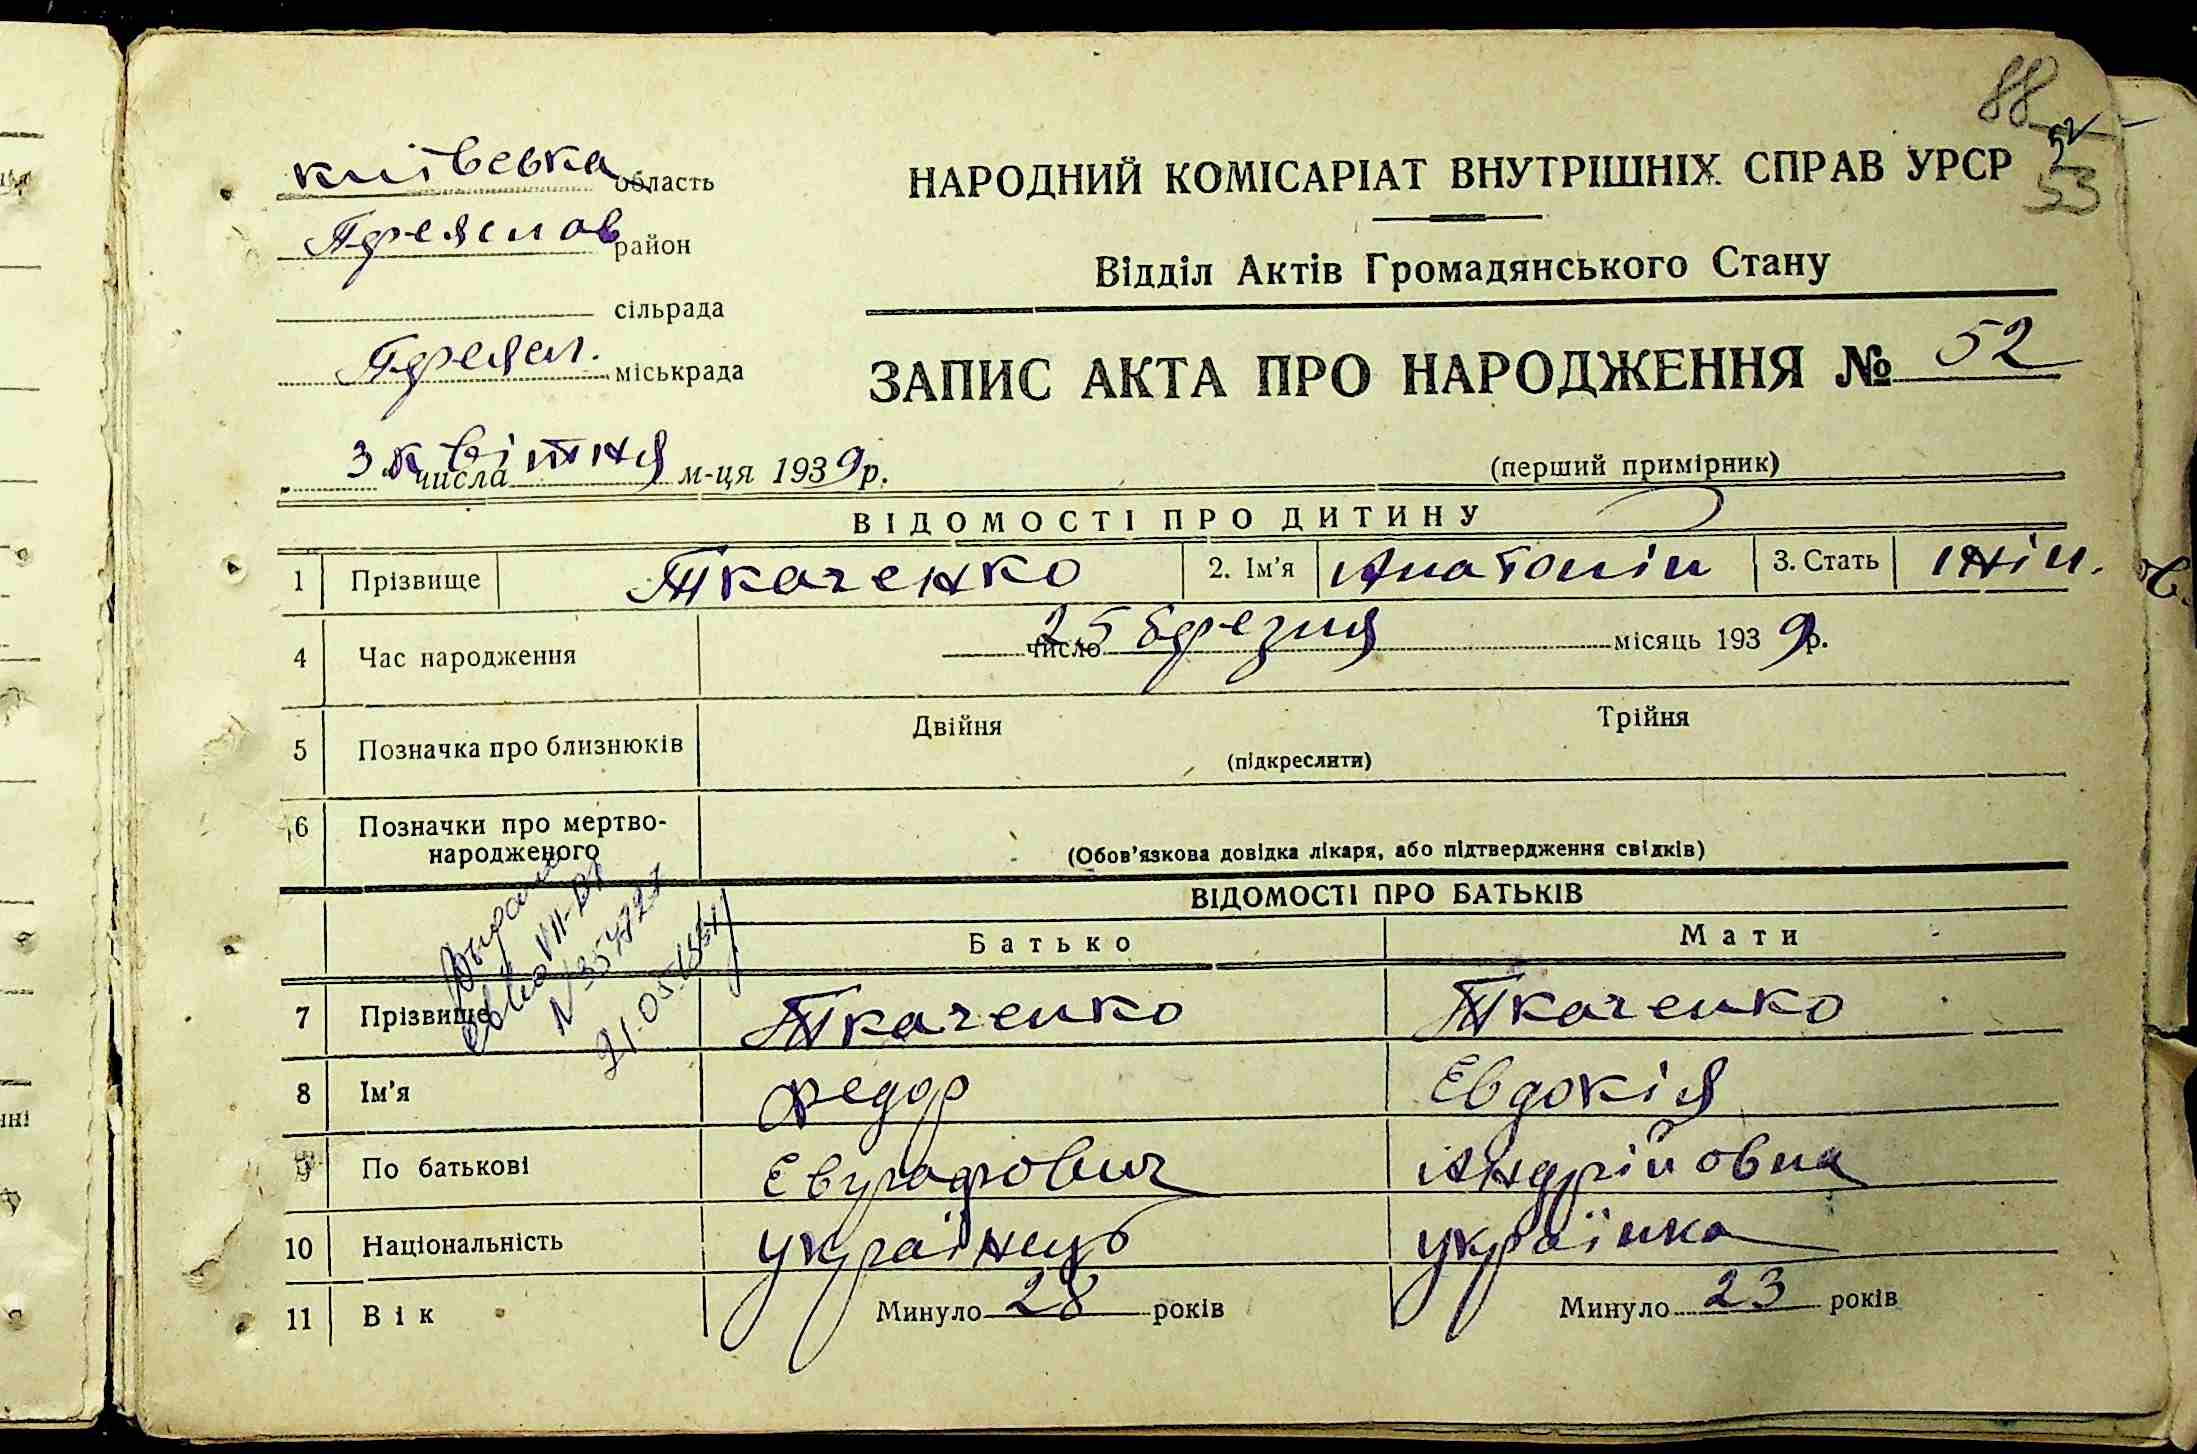 88
52
53
київська область
район
сільрада
міськрада
НАРОДНИЙ КОМІСАРІАТ ВНУТРІШНІХ СПРАВ УРСР
Відділ Актів Громадянського Стану
ЗАПИС АКТА ПРО НАРОДЖЕННЯ № 52
3 числа квітня м-ця 1939 р.
(перший примірник)
ВІДОМОСТІ ПРО ДИТИНУ
1 Прізвище Ткаченко 2. Ім'я Анатолій 3. Стать
4 Час народження 25 число березня місяць 1939 р.
5 Позначка про близнюків Двійня Трійня
(підкреслити)
6 Позначки про мертво-
народженого (Обов'язкова довідка лікаря, або підтвердження свідків)
ВІДОМОСТІ ПРО БАТЬКІВ
Батько Мати
7 Прізвище Ткаченко Ткаченко
8 Ім'я Федор Евдокія
9 По батькові Евграфович Андрійовна
10 Національність українець українка
11 Вік Минуло 28 років Минуло 23 років